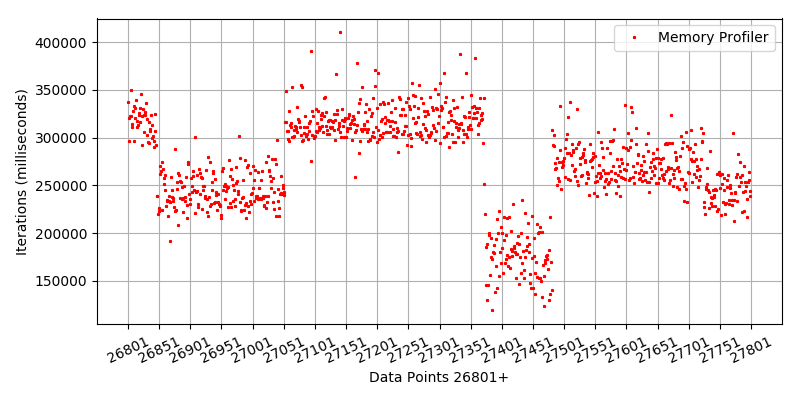 Memory Profiler
400000
350000
300000
250000
200000
150000
Iterations (milliseconds)
26801 26851 26901 26951 27001 27051 27101 27151 27201 27251 27301 27351 27401 27451 27501 27551 27601 27651 27701 27751 27801
Data Points 26801+